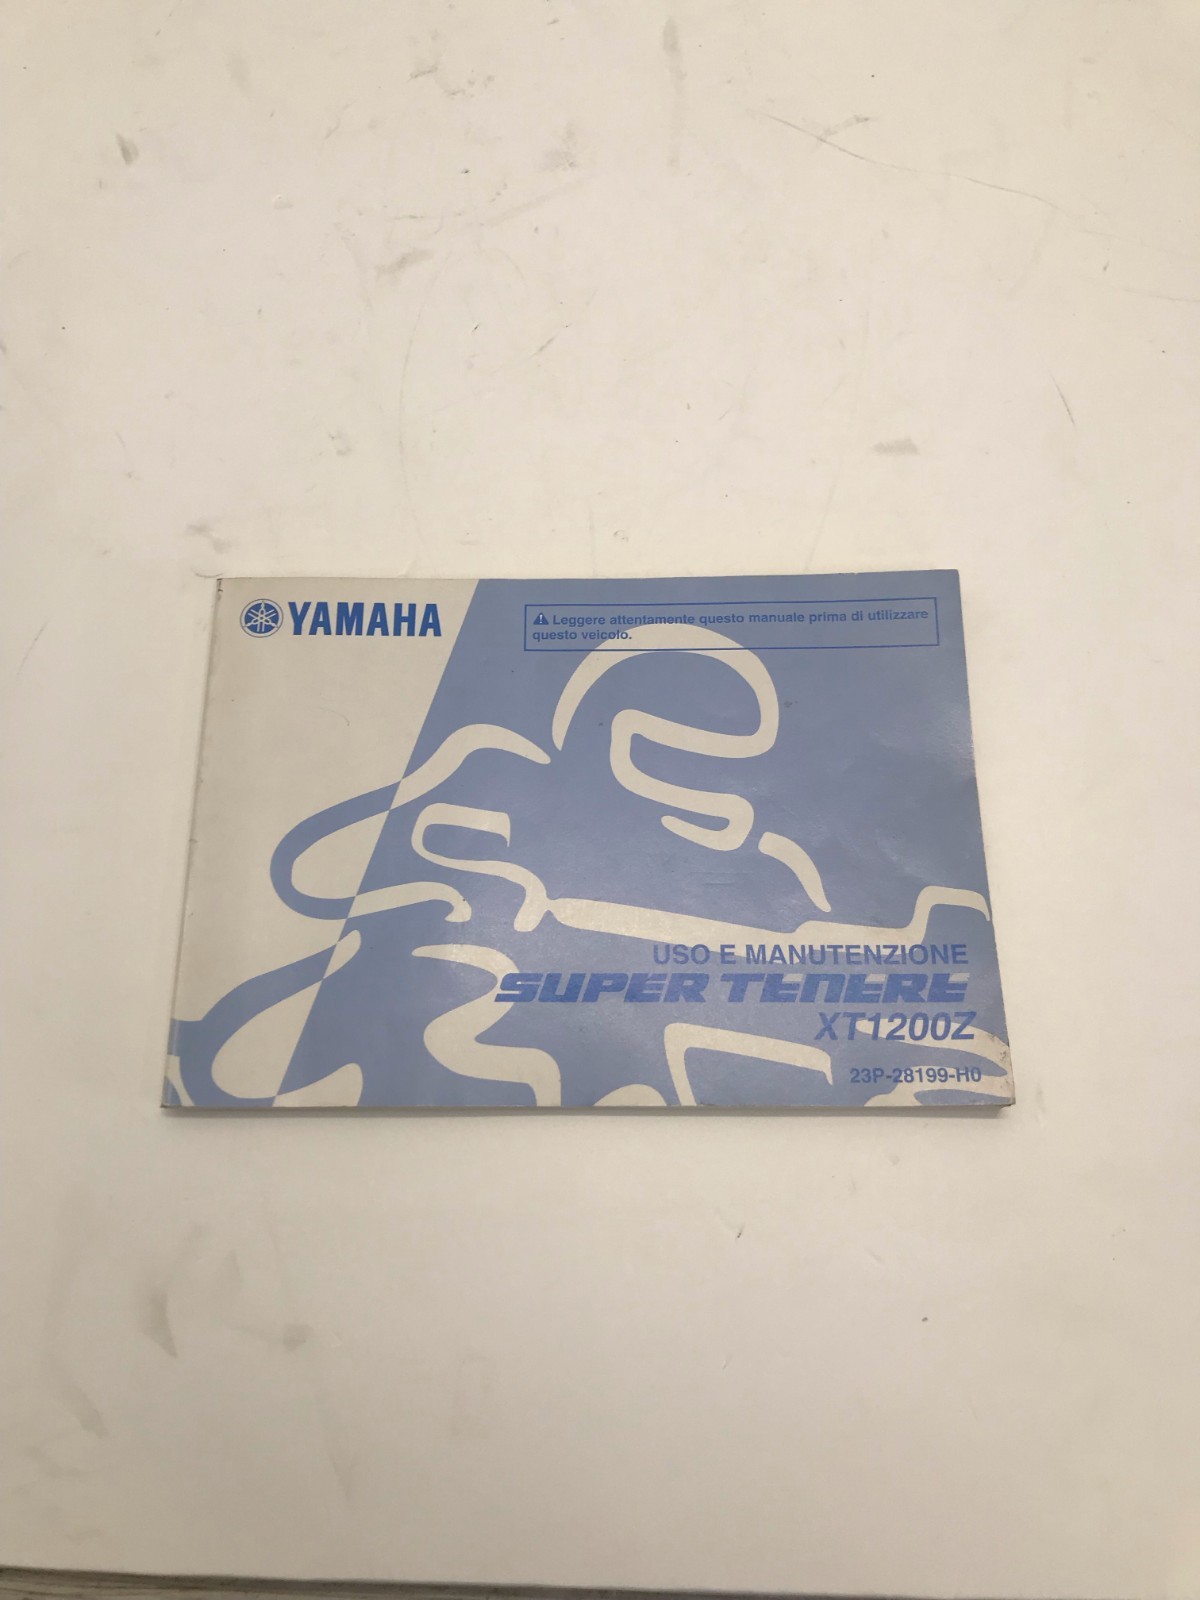 YAMAHA
⚠ Leggere attentamente questo manuale prima di utilizzare
questo veicolo.
USO E MANUTENZIONE
SUPER TENERE
XT1200Z
23P-28199-H0